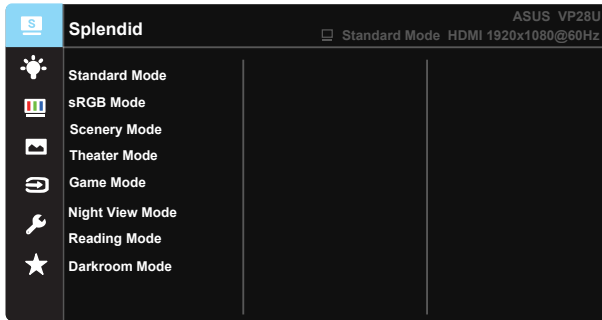 S
Splendid
ASUS VP28U
Standard Mode HDMI 1920x1080@60Hz
Standard Mode
sRGB Mode
Scenery Mode
Theater Mode
Game Mode
Night View Mode
Reading Mode
Darkroom Mode